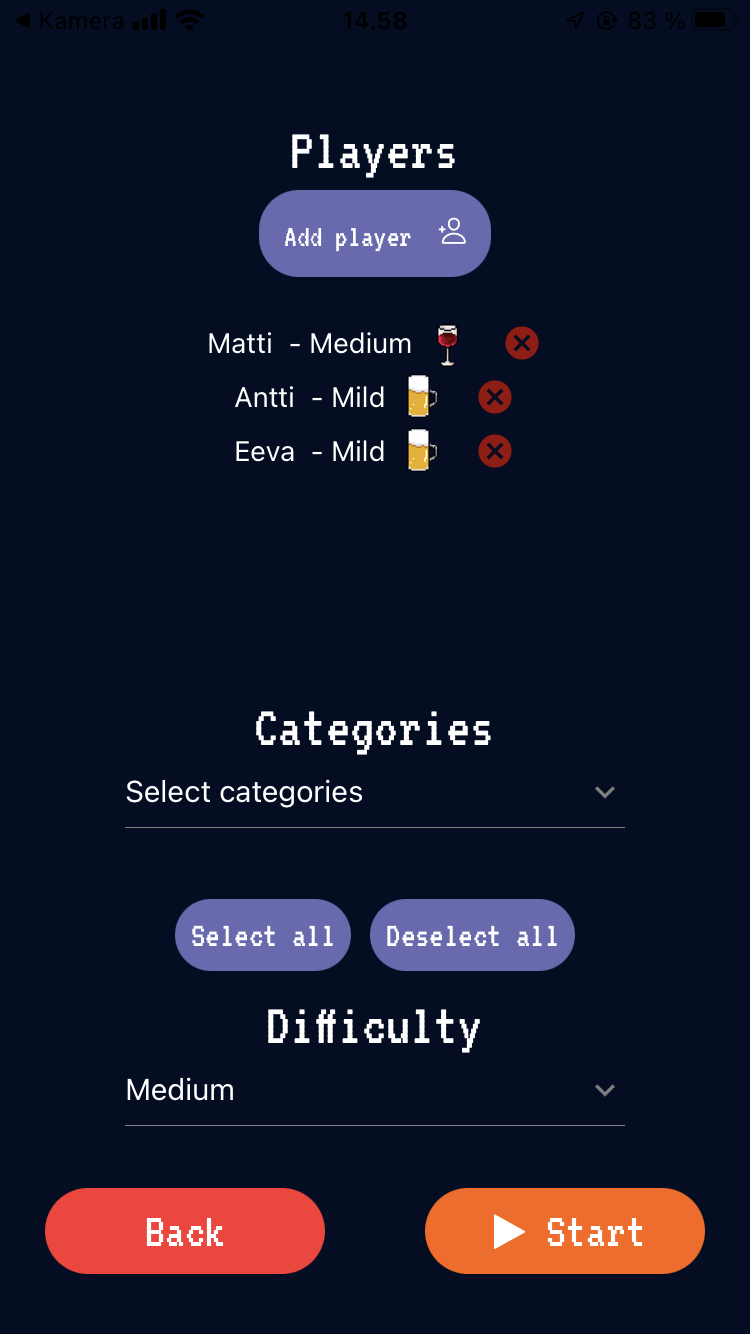 Kamera 14.58 83 %
Players
Add player
Matti - Medium
Antti - Mild
Eeva - Mild
Categories
Select categories
Select all Deselect all
Difficulty
Medium
Back Start